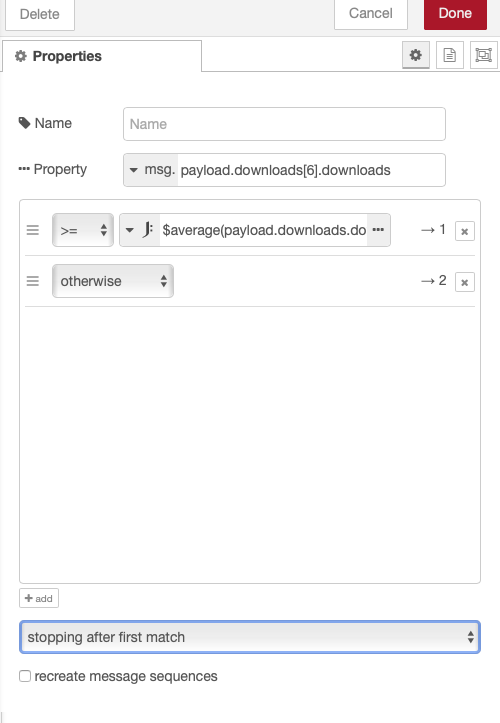 Delete Cancel Done
Properties
Name Name
Property msg. payload.downloads[6].downloads
>= J: $average(payload.downloads.do ••• → 1 ×
otherwise → 2 ×
+ add
stopping after first match
recreate message sequences